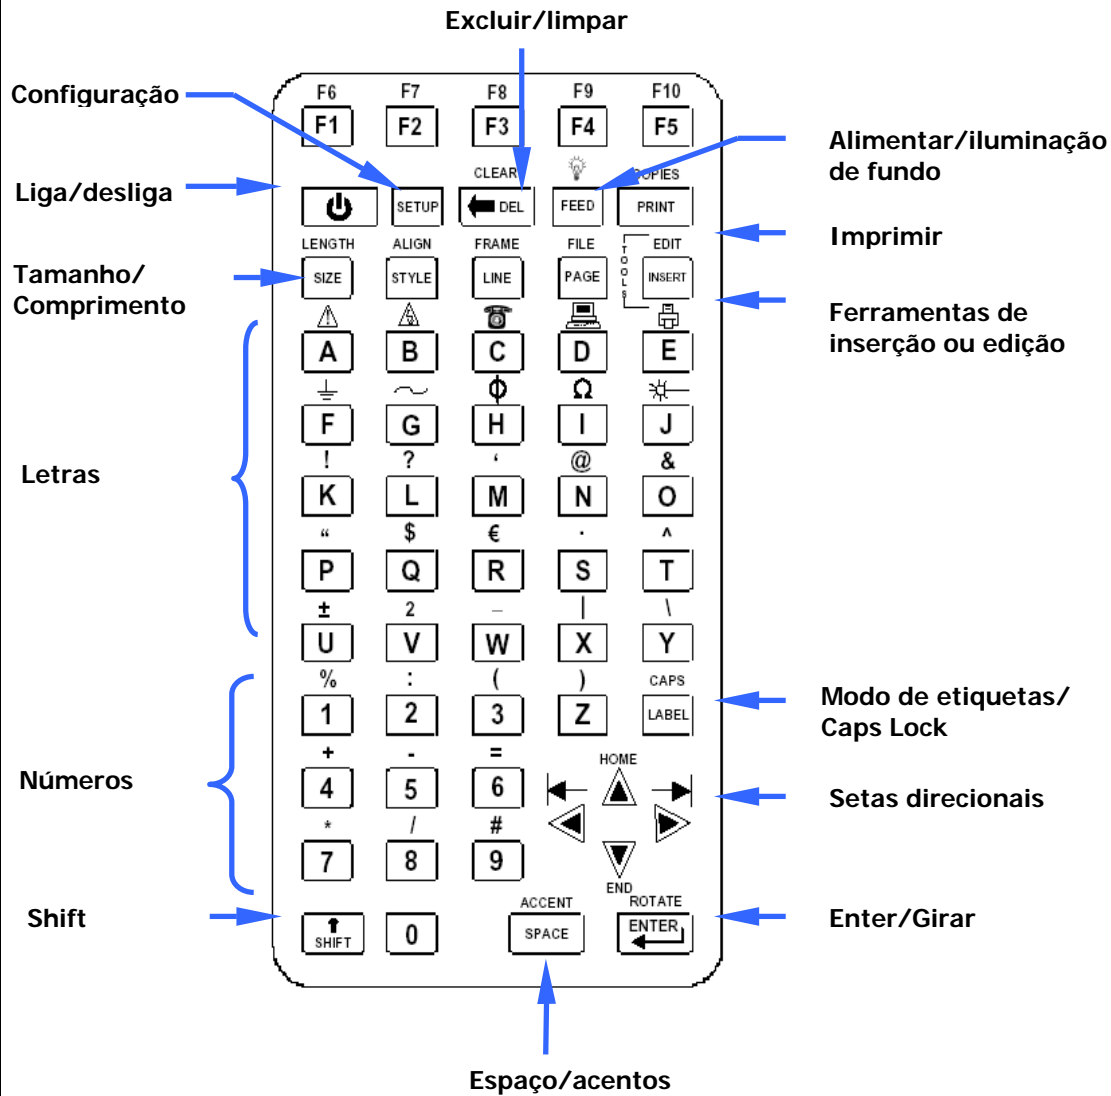 Excluir/limpar
Configuração
F6 F7 F8 F9 F10
F1 F2 F3 F4 F5
Alimentar/iluminação
de fundo
Liga/desliga
CLEAR COPIES
SETUP DEL FEED PRINT
Imprimir
LENGTH ALIGN FRAME FILE EDIT
TOOLS
Tamanho/
Comprimento
SIZE STYLE LINE PAGE INSERT
Ferramentas de
inserção ou edição
A B C D E
Φ Ω
F G H I J
Letras
! ? ‘ @ &
K L M N O
“ $ € · ^
P Q R S T
± 2 _ | \
U V W X Y
% : ( ) CAPS
1 2 3 Z LABEL
Modo de etiquetas/
Caps Lock
Números
+ - = HOME
4 5 6
Setas direcionais
* / #
7 8 9
END
Shift
ACCENT ROTATE
SHIFT 0 SPACE ENTER
Enter/Girar
Espaço/acentos